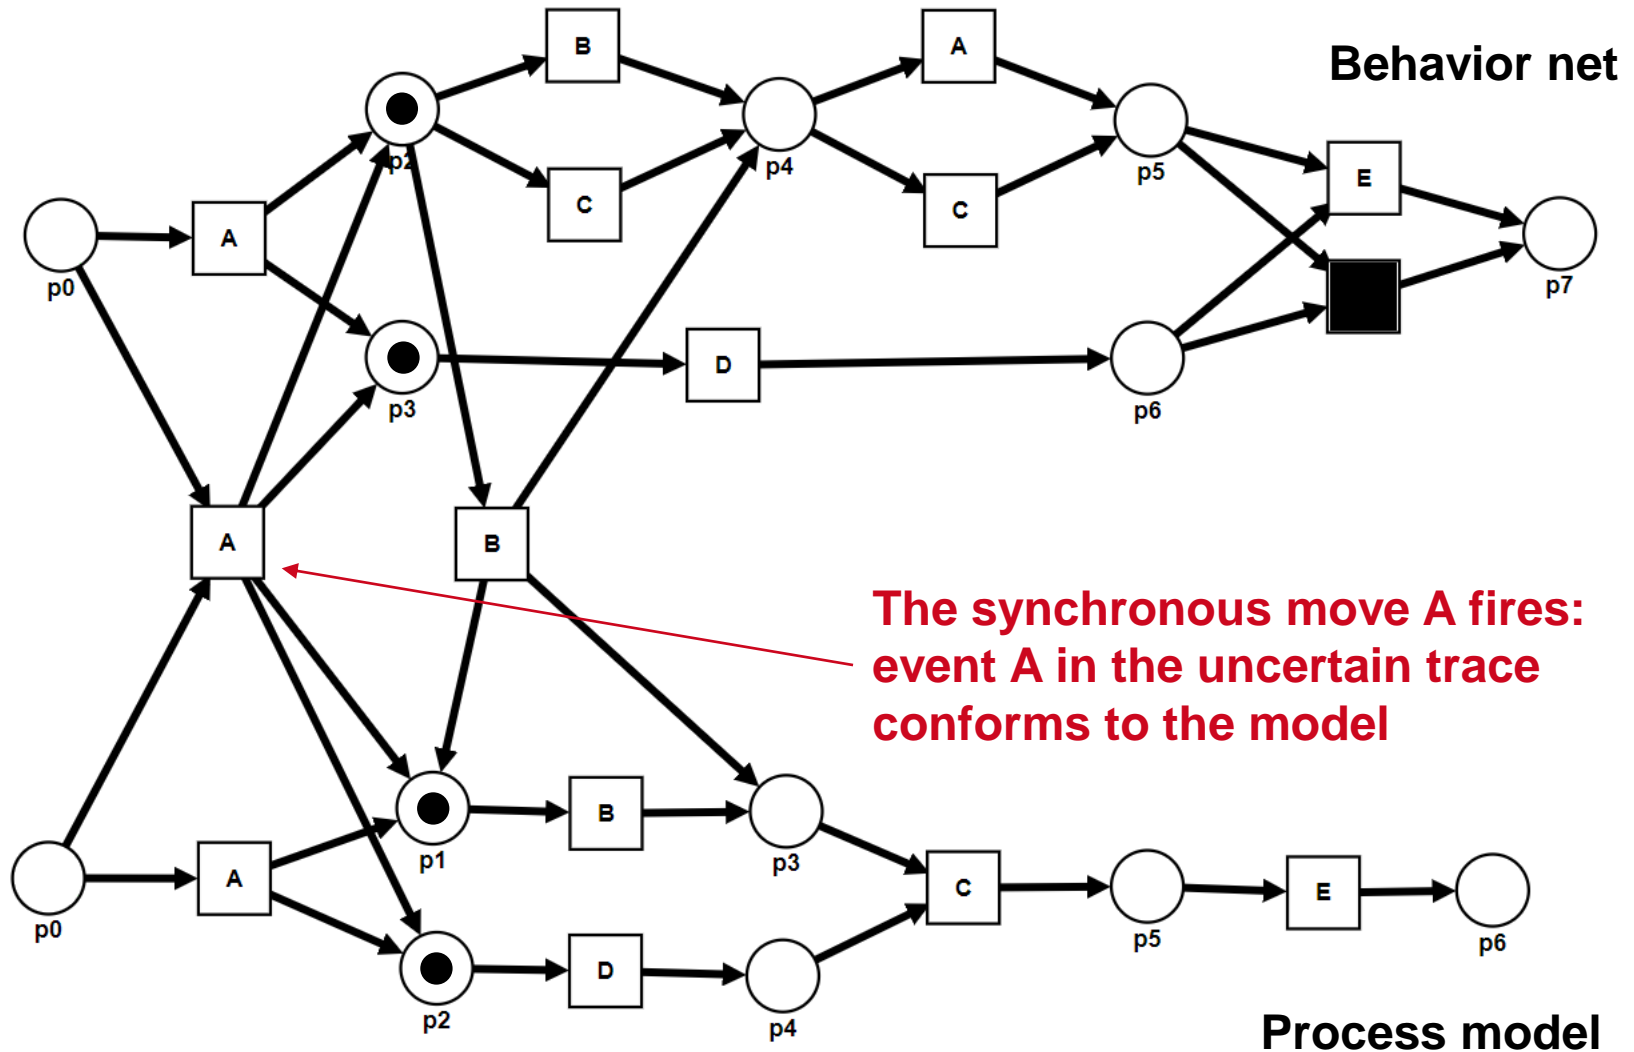 B
A
Behavior net
p2
p4
p5
E
C
C
A
p0
p7
D
p3
p6
A
B
The synchronous move A fires:
event A in the uncertain trace
conforms to the model
B
p1
p3
A
C
E
p0
p5
p6
D
p2
p4
Process model